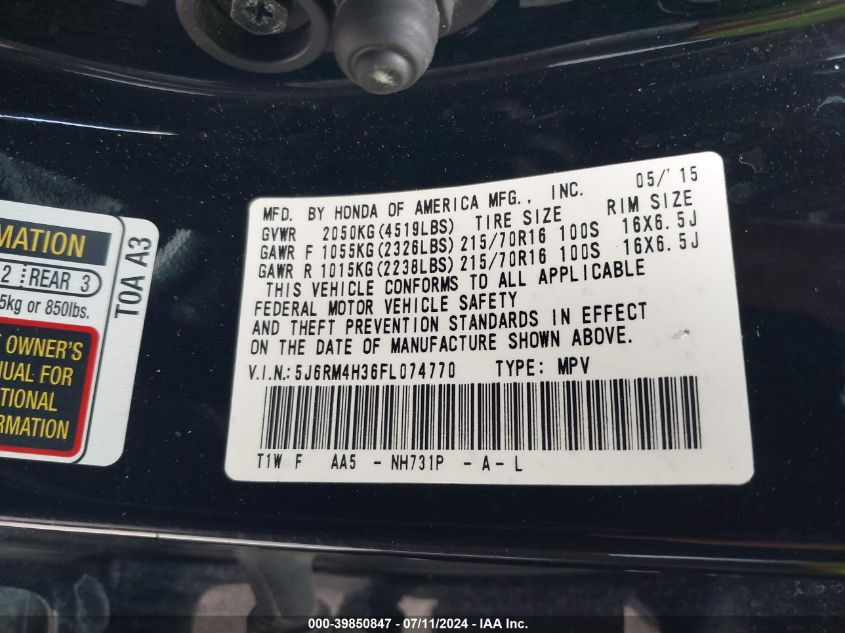 MFD. BY HONDA OF AMERICA MFG., INC. 05/'15
GVWR 2050KG(4519LBS) TIRE SIZE RIM SIZE
GAWR F 1055KG(2326LBS) 215/70R16 100S 16X6.5J
GAWR R 1015KG(2238LBS) 215/70R16 100S 16X6.5J
THIS VEHICLE CONFORMS TO ALL APPLICABLE
FEDERAL MOTOR VEHICLE SAFETY
AND THEFT PREVENTION STANDARDS IN EFFECT
ON THE DATE OF MANUFACTURE SHOWN ABOVE.
V.I.N.: 5J6RM4H36FL074770 TYPE: MPV
T1W F AA5 - NH731P - A - L
MATION
2 REAR 3
5kg or 850lbs.
OWNER'S
UAL FOR
TIONAL
RMATION
T0A A3
000-39850847 - 07/11/2024 - IAA Inc.